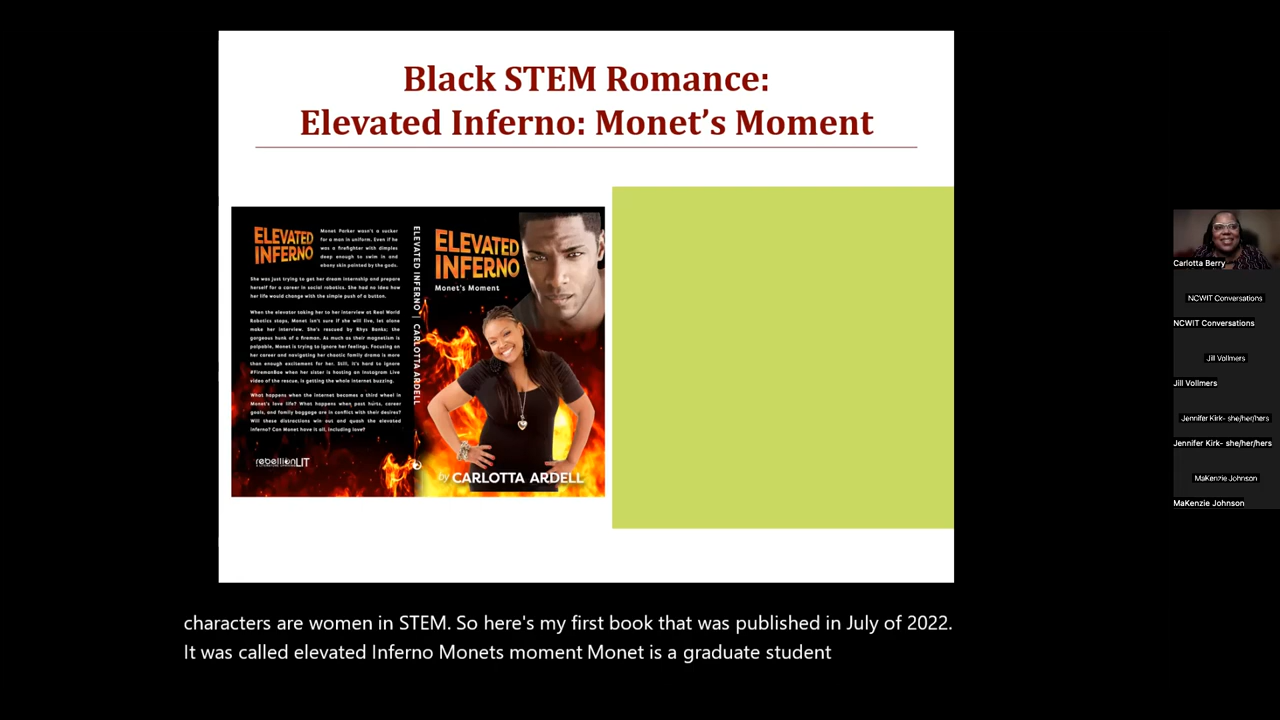 Black STEM Romance:
Elevated Inferno: Monet's Moment
ELEVATED
INFERNO
Monet Parker wasn't a sucker
for a man in uniform. Even if he
was a firefighter with dimples
deep enough to swim in and
ebony skin painted by the gods.
She was just trying to get her dream internship and prepare
herself for a career in social robotics. She had no idea how
her life would change with the simple push of a button.
When the elevator taking her to her interview at Real World
Robotics stops, Monet isn't sure if she will live, let alone
make her interview. She's rescued by Rhys Banks; the
gorgeous hunk of a fireman. As much as their magnetism is
palpable, Monet is trying to ignore her feelings. Focusing on
her career and navigating her chaotic family drama is more
than enough excitement for her. Still, it's hard to ignore
#FiremanBae when her sister is hosting an Instagram Live
video of the rescue, is getting the whole internet buzzing.
What happens when the internet becomes a third wheel in
Monet's love life? What happens when past hurts, career
goals, and family baggage are in conflict with their desires?
Will these distractions win out and quash the elevated
inferno? Can Monet have it all, including love?
rebellionLIT
ELEVATED INFERNO | CARLOTTA ARDELL
ELEVATED
INFERNO
Monet's Moment
by CARLOTTA ARDELL
Carlotta Berry
NCWIT Conversations
NCWIT Conversations
Jill Vollmers
Jill Vollmers
Jennifer Kirk- she/her/hers
Jennifer Kirk- she/her/hers
MaKenzie Johnson
MaKenzie Johnson
characters are women in STEM. So here's my first book that was published in July of 2022.
It was called elevated Inferno Monets moment Monet is a graduate student